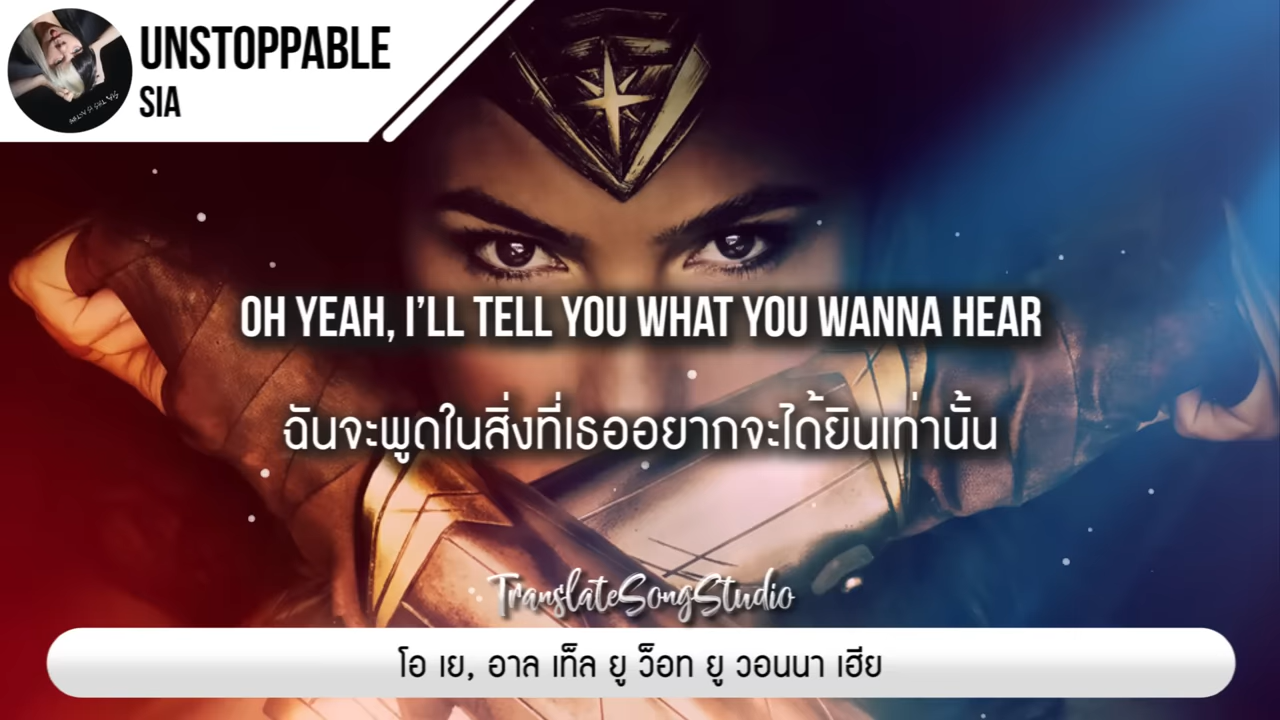 UNSTOPPABLE
SIA
OH YEAH, I'LL TELL YOU WHAT YOU WANNA HEAR
ฉันจะพูดในสิ่งที่เธออยากจะได้ยินเท่านั้น
TranslateSongStudio
โอ เย, อาล เท็ล ยู ว็อท ยู วอนนา เฮีย